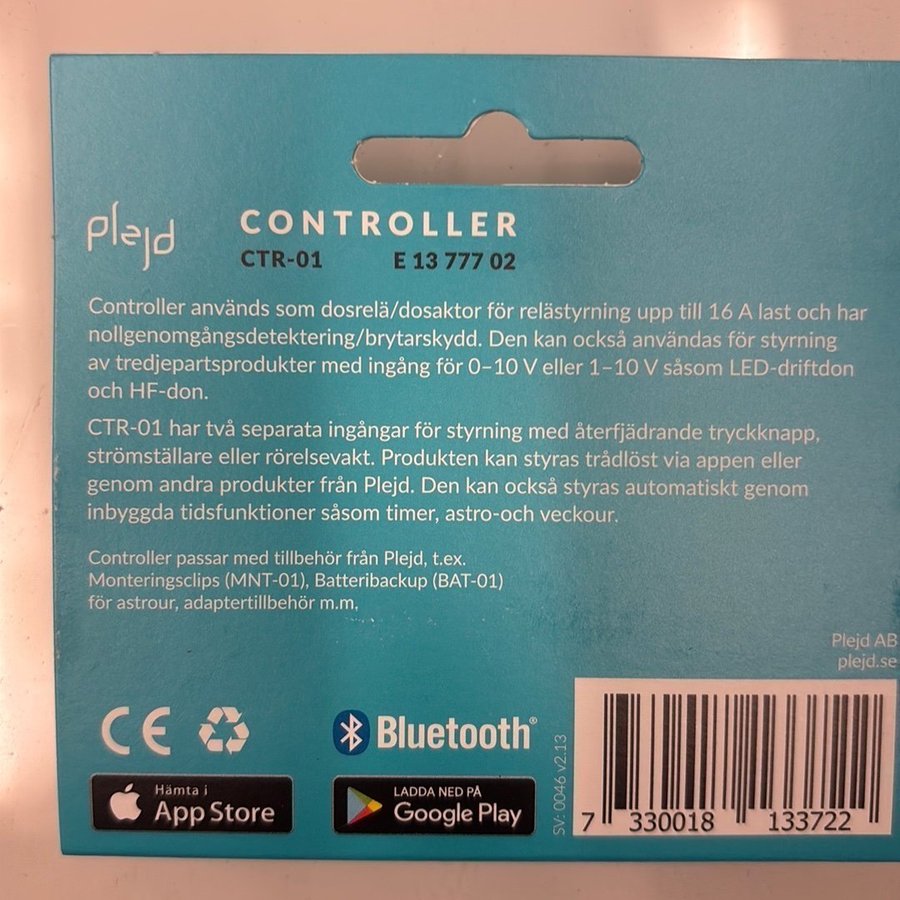 plejd
CONTROLLER
CTR-01 E 13 777 02
Controller används som dosrelä/dosaktor för relästyrning upp till 16 A last och har
nollgenomgångsdetektering/brytarskydd. Den kan också användas för styrning
av tredjepartsprodukter med ingång för 0–10 V eller 1–10 V såsom LED-driftdon
och HF-don.
CTR-01 har två separata ingångar för styrning med återfjädrande tryckknapp,
strömställare eller rörelsevakt. Produkten kan styras trådlöst via appen eller
genom andra produkter från Plejd. Den kan också styras automatiskt genom
inbyggda tidsfunktioner såsom timer, astro-och veckour.
Controller passar med tillbehör från Plejd, t.ex.
Monteringsclips (MNT-01), Batteribackup (BAT-01)
för astrour, adaptertillbehör m.m.
Plejd AB
plejd.se
CE
Bluetooth®
Hämta i
App Store
LADDA NED PÅ
Google Play
SV: 0046 v2.13
7 330018 133722